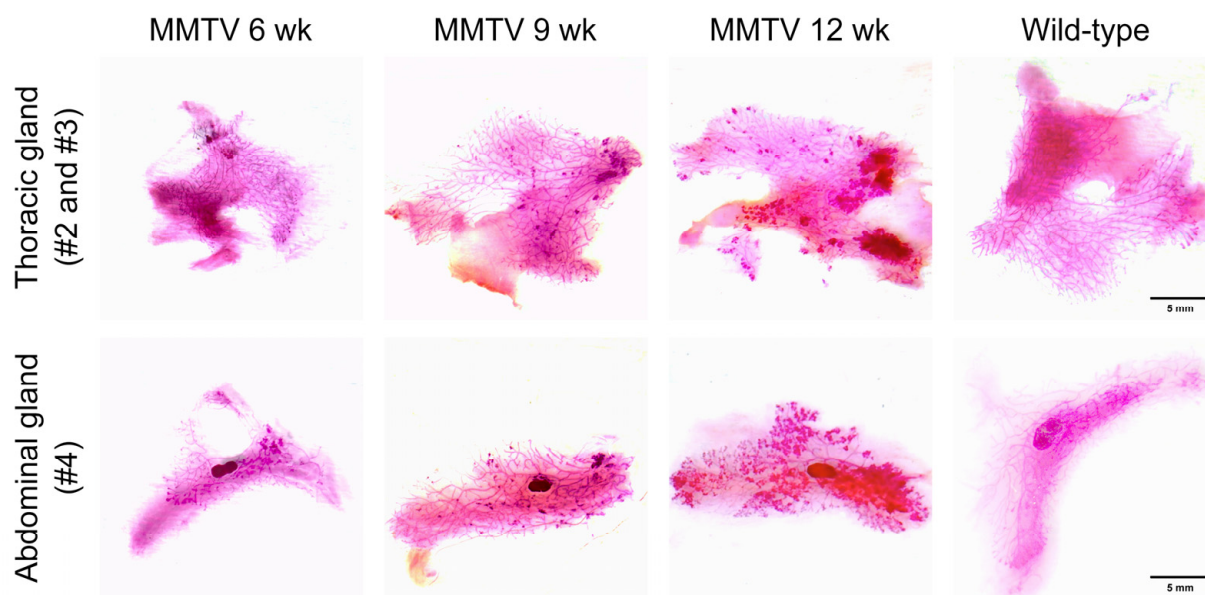 MMTV 6 wk
MMTV 9 wk
MMTV 12 wk
Wild-type
Thoracic gland
(#2 and #3)
5 mm
Abdominal gland
(#4)
5 mm